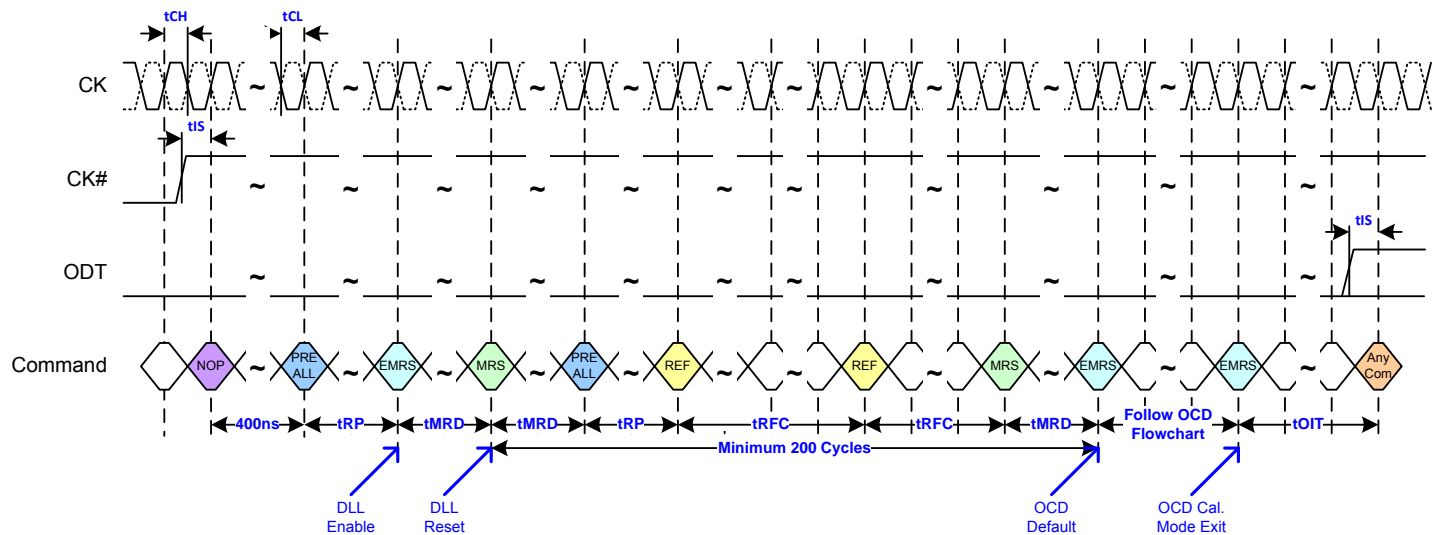 tCH
tCL
CK
~ ~ ~ ~ ~ ~ ~ ~ ~ ~
tIS
CK#
~ ~ ~ ~ ~ ~ ~ ~ ~ ~
tIS
ODT
~ ~ ~ ~ ~ ~ ~ ~ ~ ~
Command
NOP
~
PRE
ALL
~
EMRS
~
MRS
~
PRE
ALL
~
REF
~
REF
~
MRS
~
EMRS
~
EMRS
~
Any
Com
400ns
tRP
tMRD
tMRD
tRP
tRFC
tRFC
tMRD
Follow OCD
Flowchart
tOIT
Minimum 200 Cycles
DLL
Enable
DLL
Reset
OCD
Default
OCD Cal.
Mode Exit